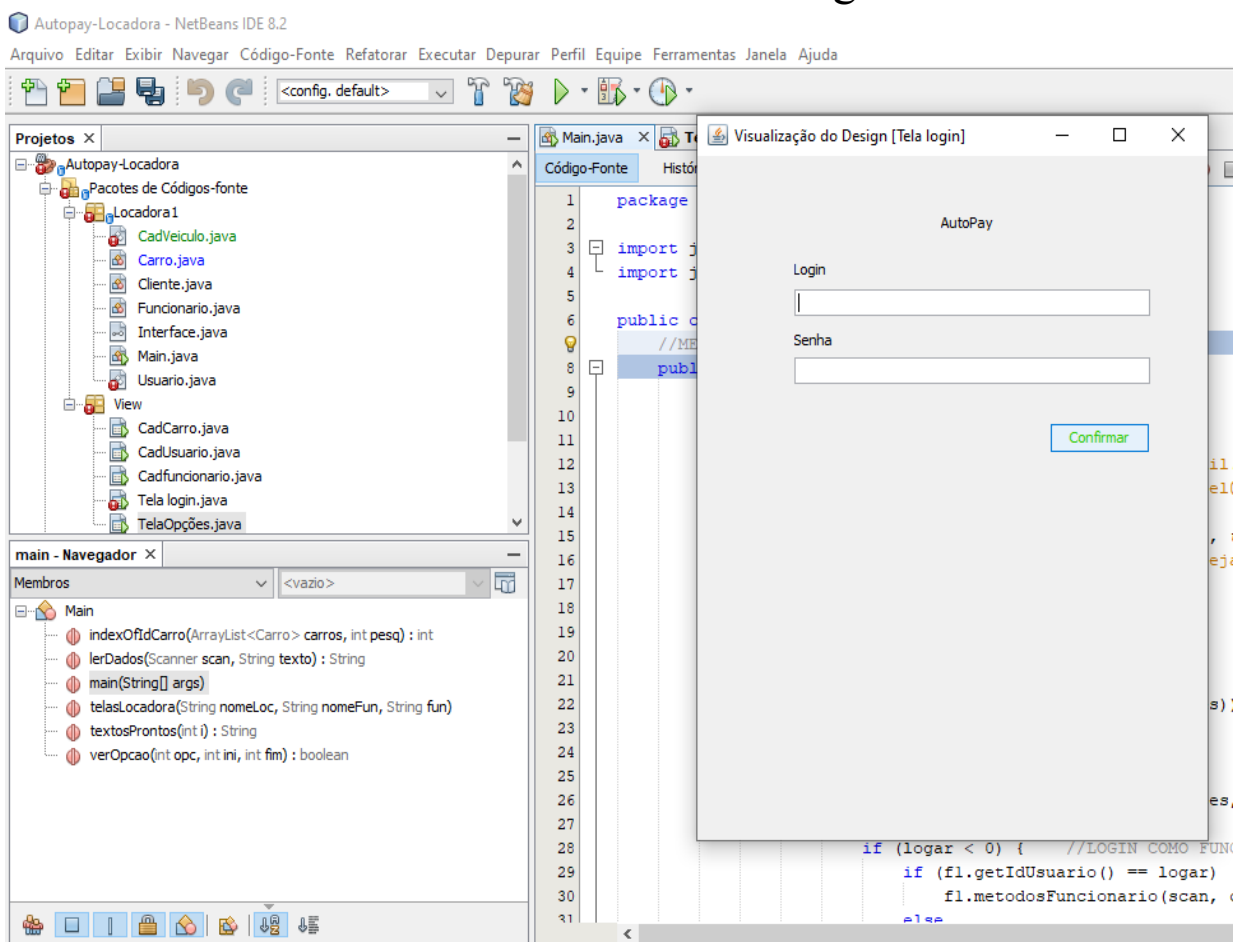 Autopay-Locadora - NetBeans IDE 8.2
Arquivo Editar Exibir Navegar Código-Fonte Refatorar Executar Depurar Perfil Equipe Ferramentas Janela Ajuda
<config. default>
Projetos
Autopay-Locadora
Pacotes de Códigos-fonte
Locadora1
CadVeiculo.java
Carro.java
Cliente.java
Funcionario.java
Interface.java
Main.java
Usuario.java
View
CadCarro.java
CadUsuario.java
Cadfuncionario.java
Tela login.java
TelaOpções.java
main - Navegador
Membros
<vazio>
Main
indexOfIdCarro(ArrayList<Carro> carros, int pesq) : int
lerDados(Scanner scan, String texto) : String
main(String[] args)
telasLocadora(String nomeLoc, String nomeFun, String fun)
textosProntos(int i) : String
verOpcao(int opc, int ini, int fim) : boolean
Main.java
Código-Fonte
1 package
2
3 import j
4 import j
5
6 public c
//ME
8 publ
9
10
11
12
13
14
15
16
17
18
19
20
21
22
23
24
25
26
27
28 if (logar < 0) { //LOGIN COMO FUNC
29 if (f1.getIdUsuario() == logar)
30 f1.metodosFuncionario(scan,
31 else
Visualização do Design [Tela login]
AutoPay
Login
Senha
Confirmar